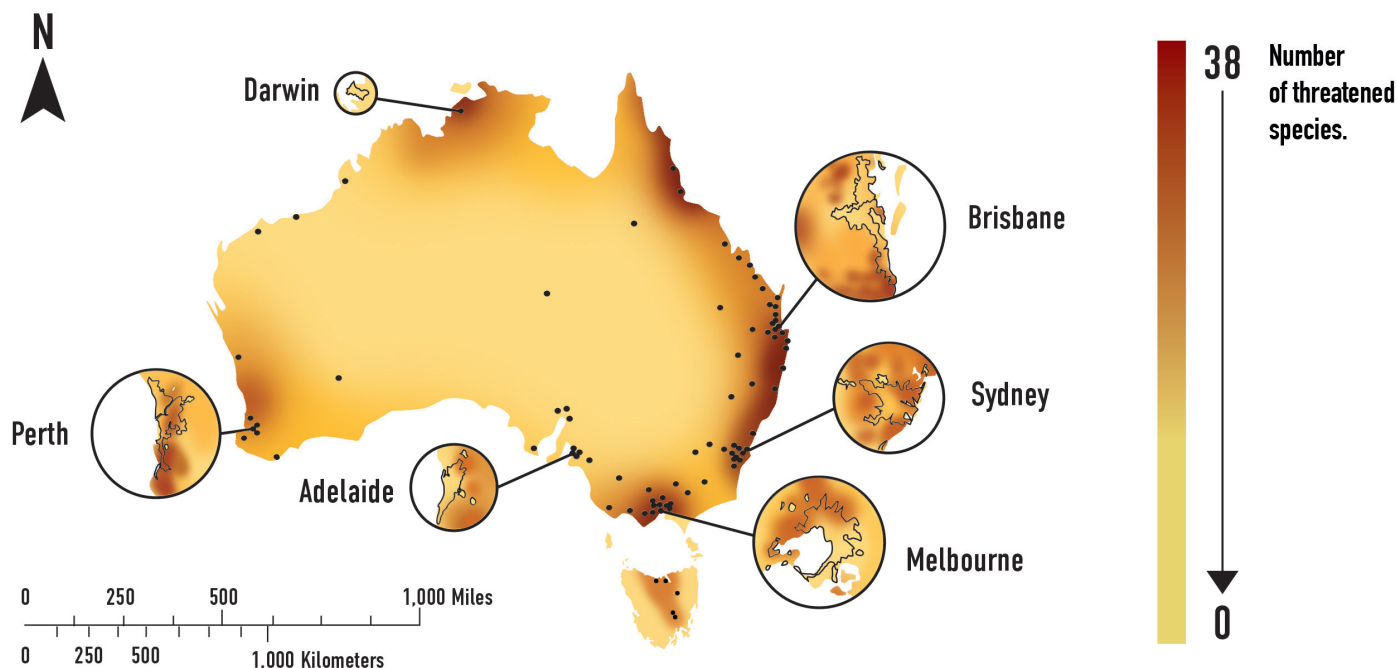 N
Darwin
Brisbane
Sydney
Melbourne
Adelaide
Perth
38
Number
of threatened
species.
0
0 250 500 1,000 Miles
0 250 500 1,000 Kilometers